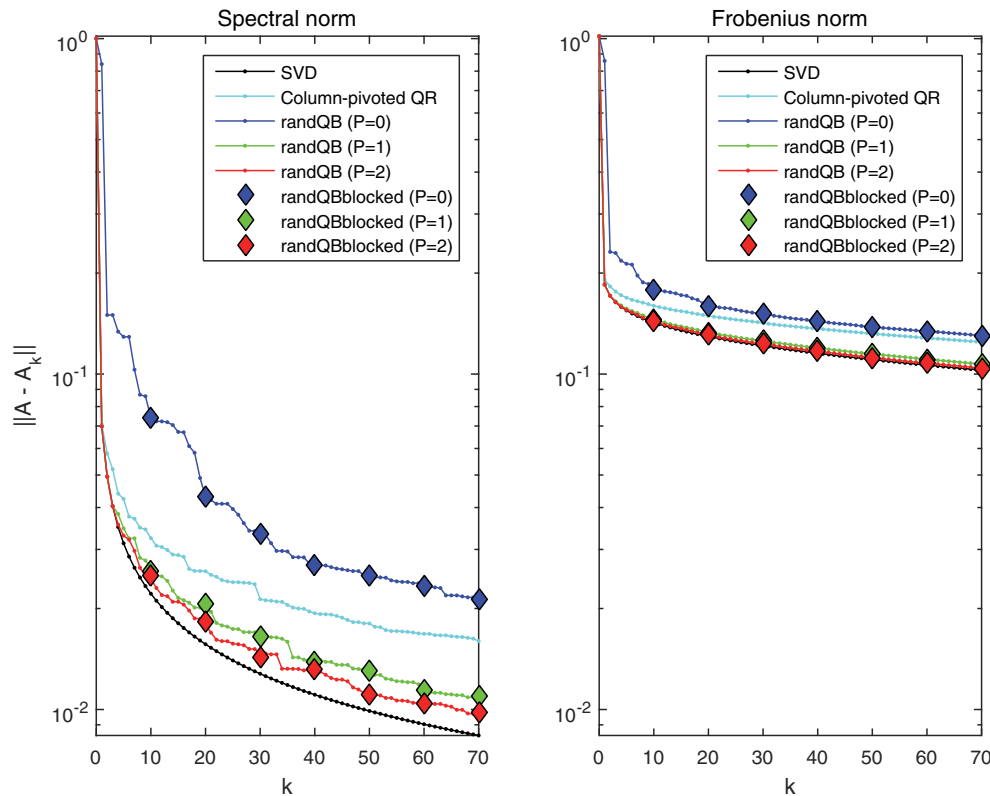 Spectral norm
||A - A_k||
10^0
10^-1
10^-2
SVD
Column-pivoted QR
randQB (P=0)
randQB (P=1)
randQB (P=2)
randQBblocked (P=0)
randQBblocked (P=1)
randQBblocked (P=2)
0 10 20 30 40 50 60 70
k
Frobenius norm
10^0
10^-1
10^-2
SVD
Column-pivoted QR
randQB (P=0)
randQB (P=1)
randQB (P=2)
randQBblocked (P=0)
randQBblocked (P=1)
randQBblocked (P=2)
0 10 20 30 40 50 60 70
k